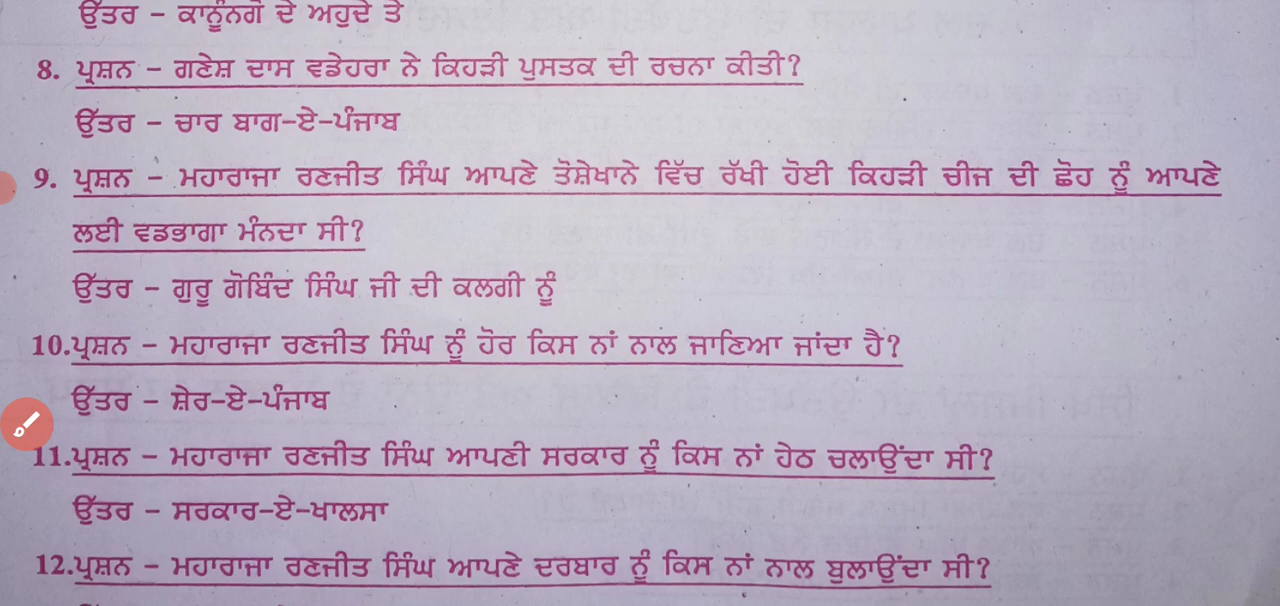 ਉੱਤਰ – ਕਾਨੂੰਨਗੋ ਦੇ ਅਹੁਦੇ ਤੇ
8. ਪ੍ਰਸ਼ਨ – ਗਣੇਸ਼ ਦਾਸ ਵਡੇਹਰਾ ਨੇ ਕਿਹੜੀ ਪੁਸਤਕ ਦੀ ਰਚਨਾ ਕੀਤੀ?
ਉੱਤਰ – ਚਾਰ ਬਾਗ-ਏ-ਪੰਜਾਬ
9. ਪ੍ਰਸ਼ਨ – ਮਹਾਰਾਜਾ ਰਣਜੀਤ ਸਿੰਘ ਆਪਣੇ ਤੋਸ਼ੇਖਾਨੇ ਵਿੱਚ ਰੱਖੀ ਹੋਈ ਕਿਹੜੀ ਚੀਜ ਦੀ ਛੋਹ ਨੂੰ ਆਪਣੇ
ਲਈ ਵਡਭਾਗਾ ਮੰਨਦਾ ਸੀ?
ਉੱਤਰ – ਗੁਰੂ ਗੋਬਿੰਦ ਸਿੰਘ ਜੀ ਦੀ ਕਲਗੀ ਨੂੰ
10.ਪ੍ਰਸ਼ਨ – ਮਹਾਰਾਜਾ ਰਣਜੀਤ ਸਿੰਘ ਨੂੰ ਹੋਰ ਕਿਸ ਨਾਂ ਨਾਲ ਜਾਣਿਆ ਜਾਂਦਾ ਹੈ?
ਉੱਤਰ – ਸ਼ੇਰ-ਏ-ਪੰਜਾਬ
11.ਪ੍ਰਸ਼ਨ – ਮਹਾਰਾਜਾ ਰਣਜੀਤ ਸਿੰਘ ਆਪਣੀ ਸਰਕਾਰ ਨੂੰ ਕਿਸ ਨਾਂ ਹੇਠ ਚਲਾਉਂਦਾ ਸੀ?
ਉੱਤਰ – ਸਰਕਾਰ-ਏ-ਖਾਲਸਾ
12.ਪ੍ਰਸ਼ਨ – ਮਹਾਰਾਜਾ ਰਣਜੀਤ ਸਿੰਘ ਆਪਣੇ ਦਰਬਾਰ ਨੂੰ ਕਿਸ ਨਾਂ ਨਾਲ ਬੁਲਾਉਂਦਾ ਸੀ?